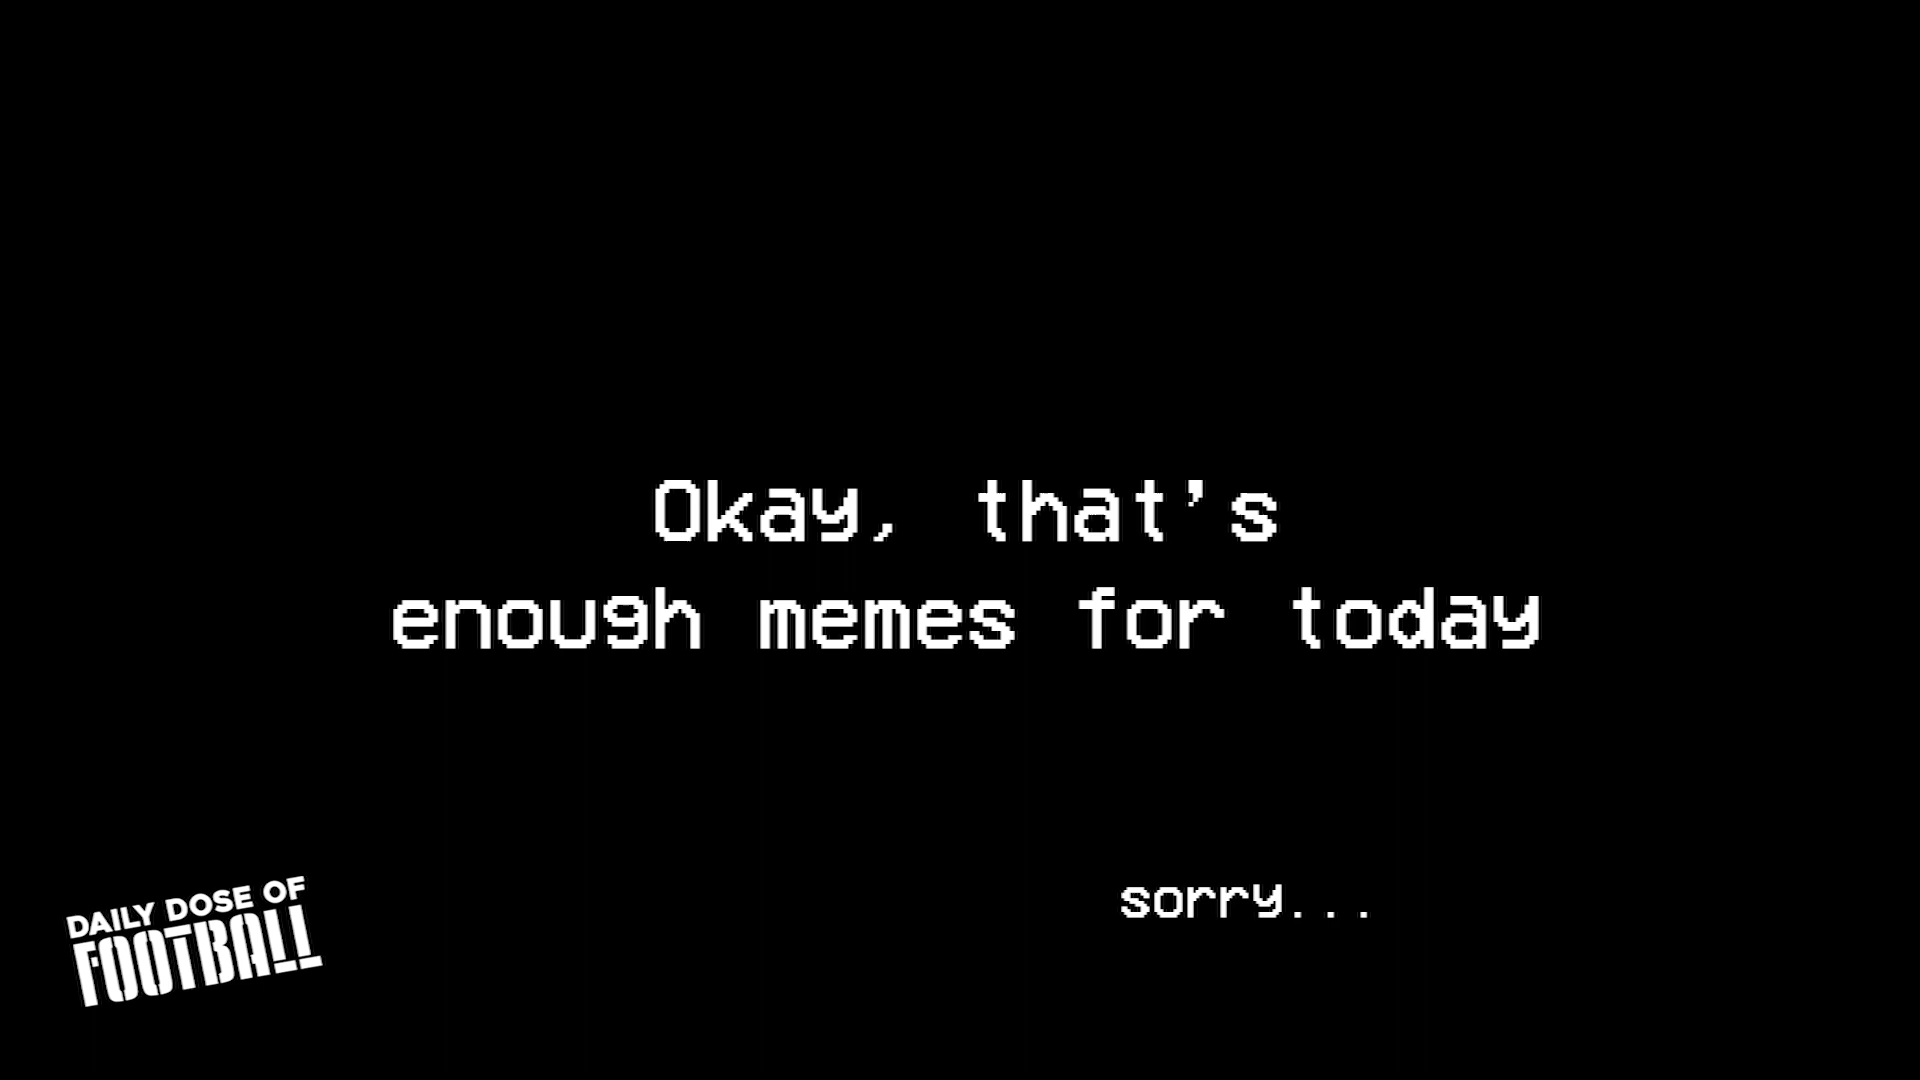 Okay, that's
enough memes for today
sorry...
DAILY DOSE OF
FOOTBALL